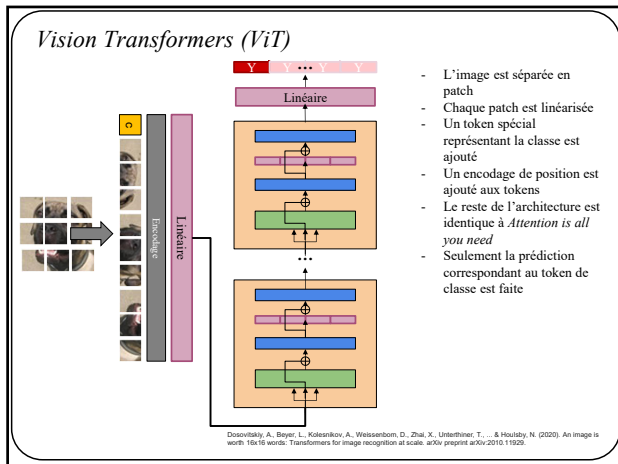 Vision Transformers (ViT)
Y Y ••• Y Y
Linéaire
C
Encodage
Linéaire
•••
- L'image est séparée en
patch
- Chaque patch est linéarisée
- Un token spécial
représentant la classe est
ajouté
- Un encodage de position est
ajouté aux tokens
- Le reste de l'architecture est
identique à Attention is all
you need
- Seulement la prédiction
correspondant au token de
classe est faite
Dosovitskiy, A., Beyer, L., Kolesnikov, A., Weissenborn, D., Zhai, X., Unterthiner, T., ... & Houlsby, N. (2020). An image is
worth 16x16 words: Transformers for image recognition at scale. arXiv preprint arXiv:2010.11929.